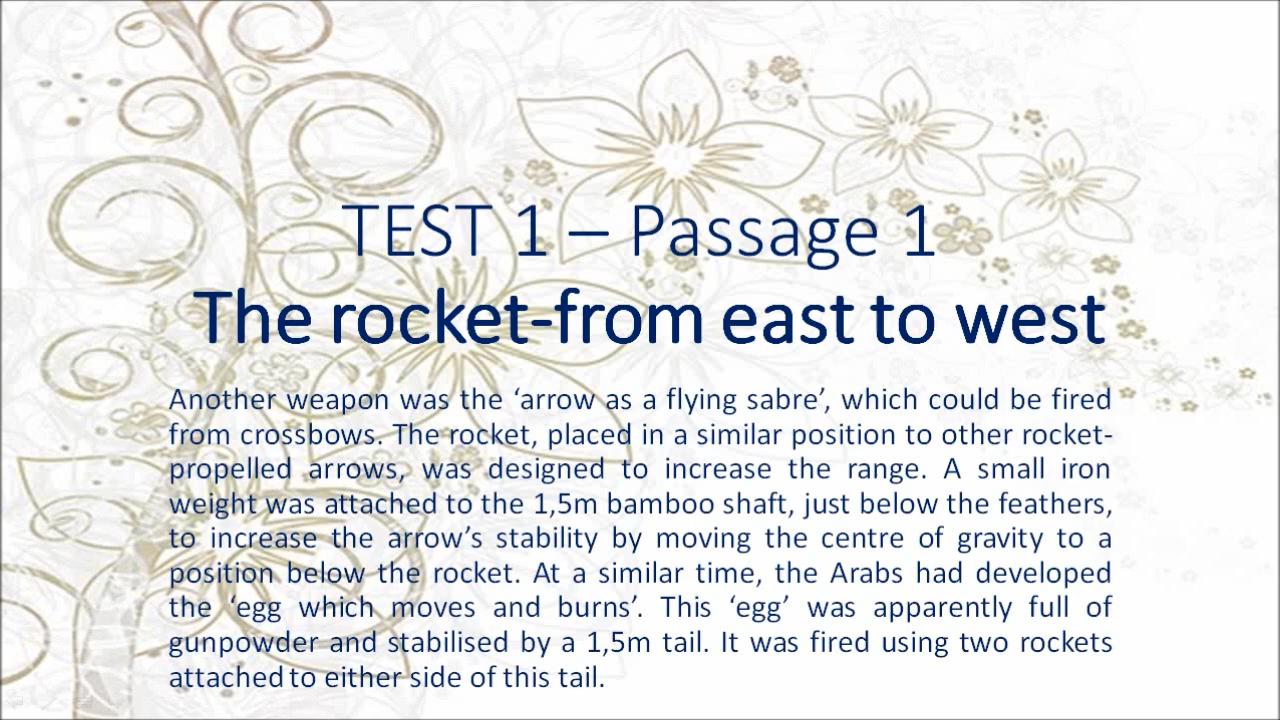 TEST 1 – Passage 1
The rocket-from east to west
Another weapon was the ‘arrow as a flying sabre’, which could be fired
from crossbows. The rocket, placed in a similar position to other rocket-
propelled arrows, was designed to increase the range. A small iron
weight was attached to the 1,5m bamboo shaft, just below the feathers,
to increase the arrow’s stability by moving the centre of gravity to a
position below the rocket. At a similar time, the Arabs had developed
the ‘egg which moves and burns’. This ‘egg’ was apparently full of
gunpowder and stabilised by a 1,5m tail. It was fired using two rockets
attached to either side of this tail.